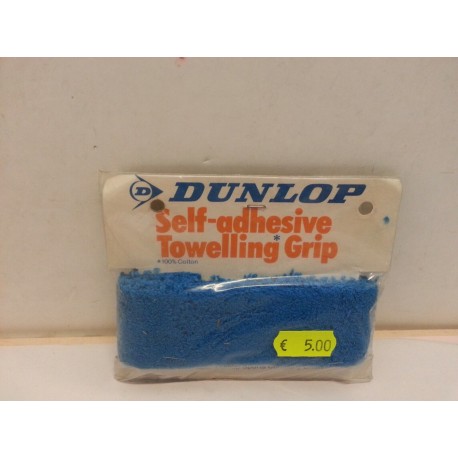 D DUNLOP
Self-adhesive
Towelling* Grip
*100% Cotton
€ 5.00